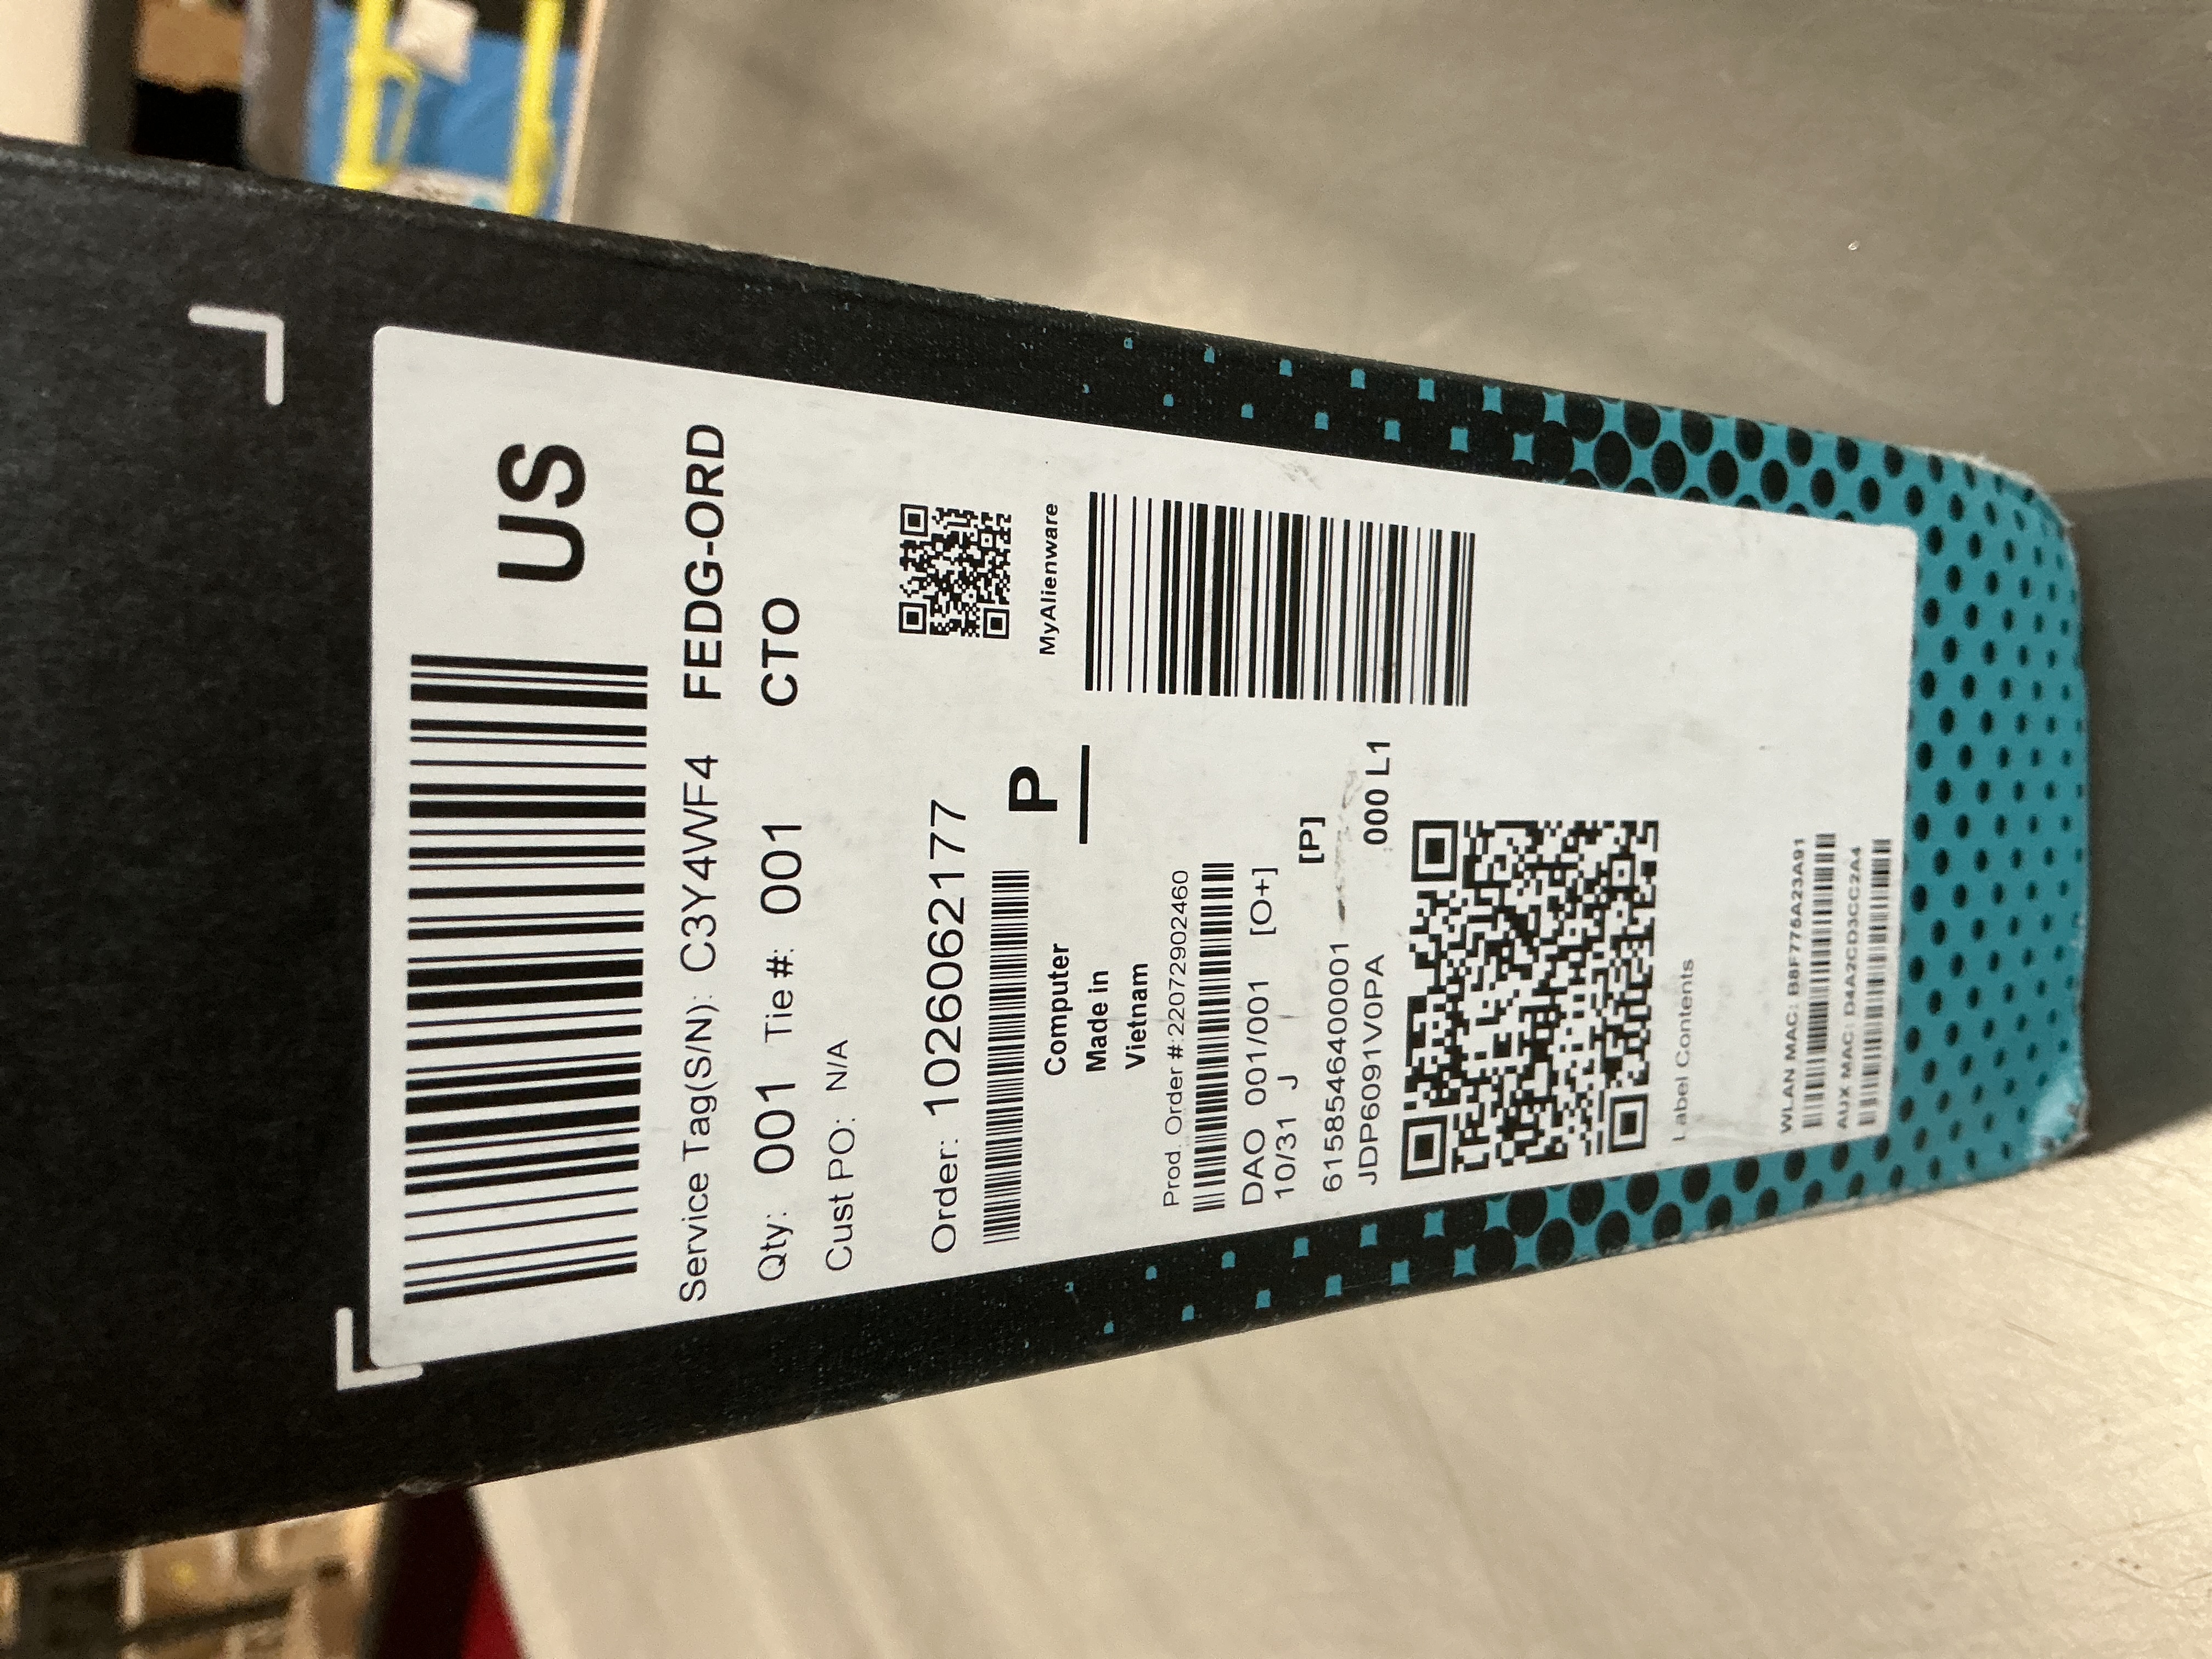 US
Service Tag(S/N): C3Y4WF4 FEDG-ORD
Qty: 001 Tie #: 001 CTO
Cust PO: N/A
Order: 1026062177
P
MyAlienware
Computer
Made in
Vietnam
Prod. Order #:220729902460
DAO 001/001 [O+]
10/31 J
[P]
6158546400001
JDP6091V0PA 000 L1
Label Contents
WLAN MAC: B8F775A23A91
AUX MAC: D4A2CD3CC2A4